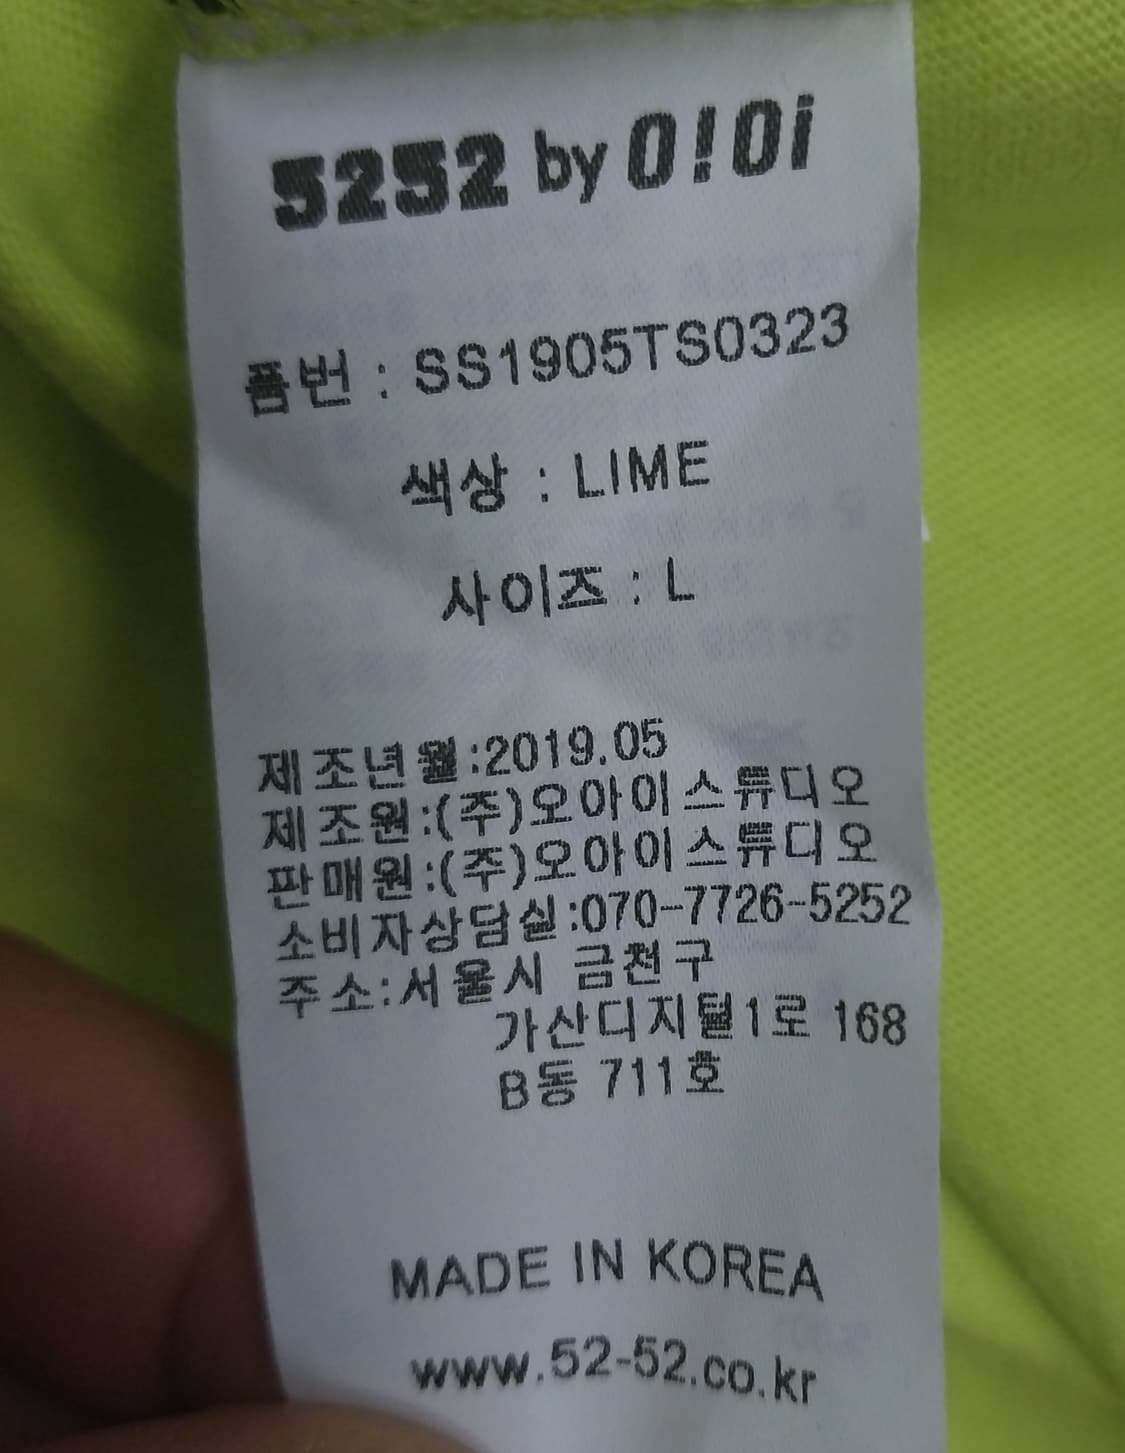 5252 by O!Oi
품번 : SS1905TS0323
색상 : LIME
사이즈 : L
제조년월:2019.05
제조원:(주)오아이스튜디오
판매원:(주)오아이스튜디오
소비자상담실:070-7726-5252
주소:서울시 금천구
가산디지털1로 168
B동 711호
MADE IN KOREA
www.52-52.co.kr